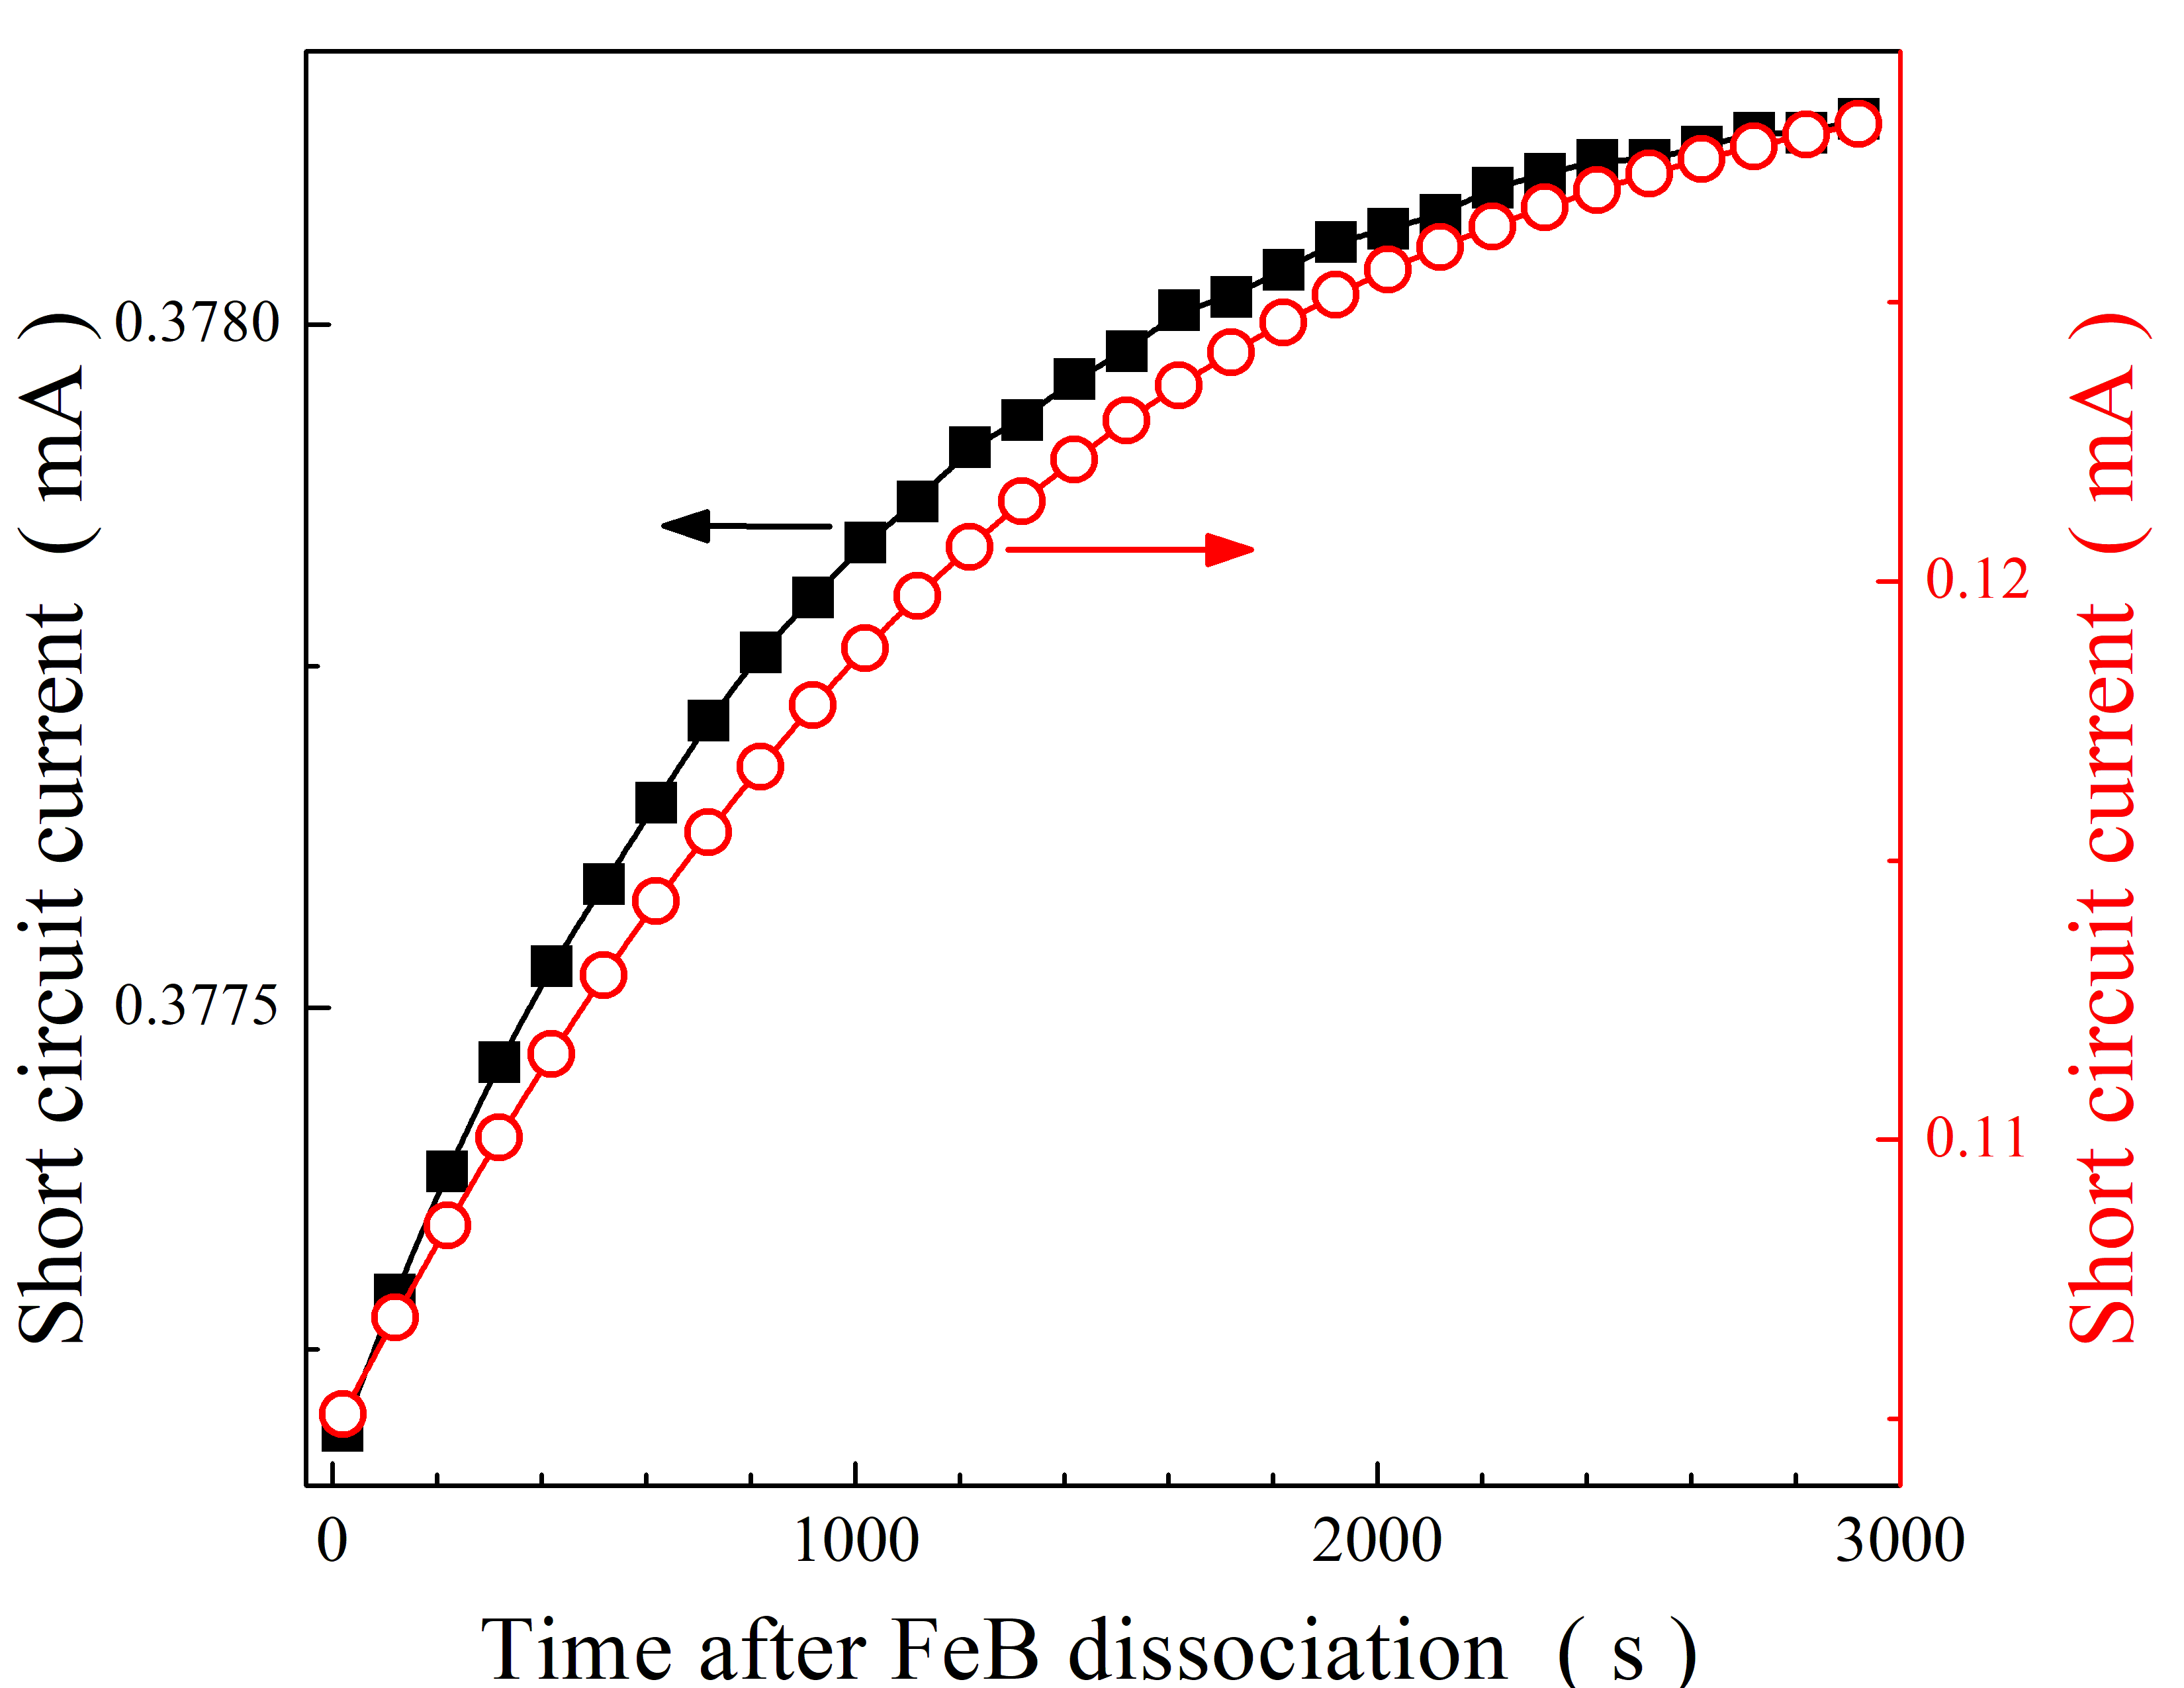 Short circuit current ( mA )
0.3780
0.3775
0.12
0.11
Short circuit current ( mA )
0 1000 2000 3000
Time after FeB dissociation ( s )